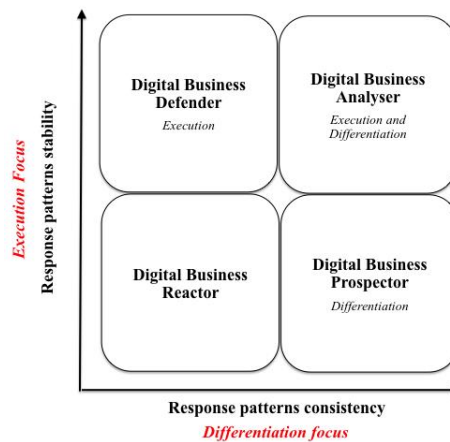 Execution Focus
Response patterns stability
Digital Business
Defender
Execution
Digital Business
Analyser
Execution and
Differentiation
Digital Business
Reactor
Digital Business
Prospector
Differentiation
Response patterns consistency
Differentiation focus